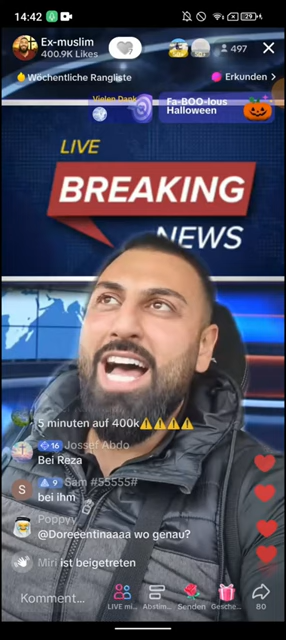 14:42
29
Ex-muslim
400.9K Likes
497
Wöchentliche Rangliste
Erkunden >
Vielen Dank
Fa-BOO-lous
Halloween
LIVE
BREAKING
NEWS
5 minuten auf 400k⚠️⚠️⚠️⚠️
16 Jossef Abdo
Bei Reza
S
9 Sam #55555#
bei ihm
Poppyy
@Doreeentinaaaa wo genau?
Miri ist beigetreten
Komment...
LIVE mi...
Abstim...
Senden
Gesche...
80